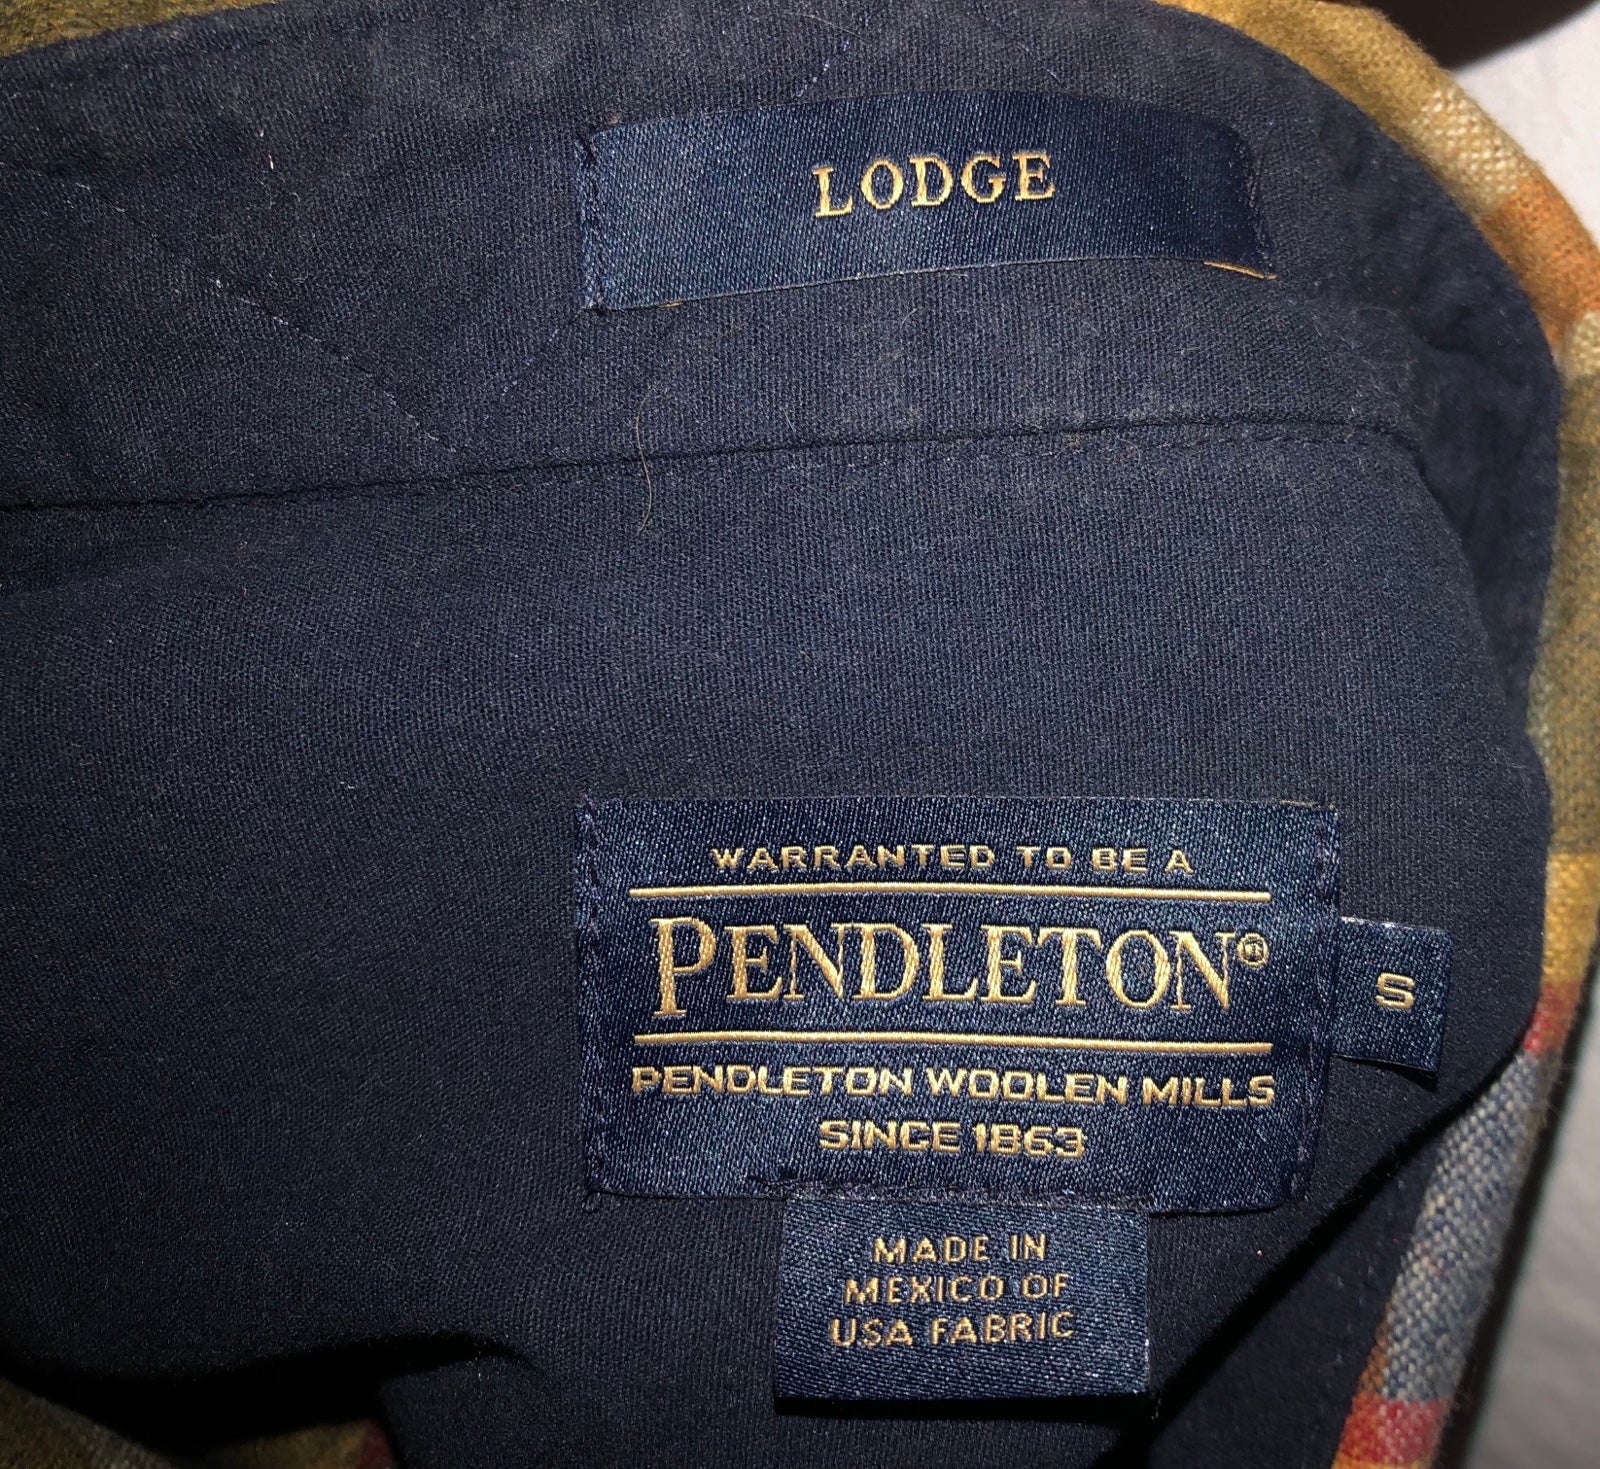 LODGE
WARRANTED TO BE A
PENDLETON®
S
PENDLETON WOOLEN MILLS
SINCE 1863
MADE IN
MEXICO OF
USA FABRIC